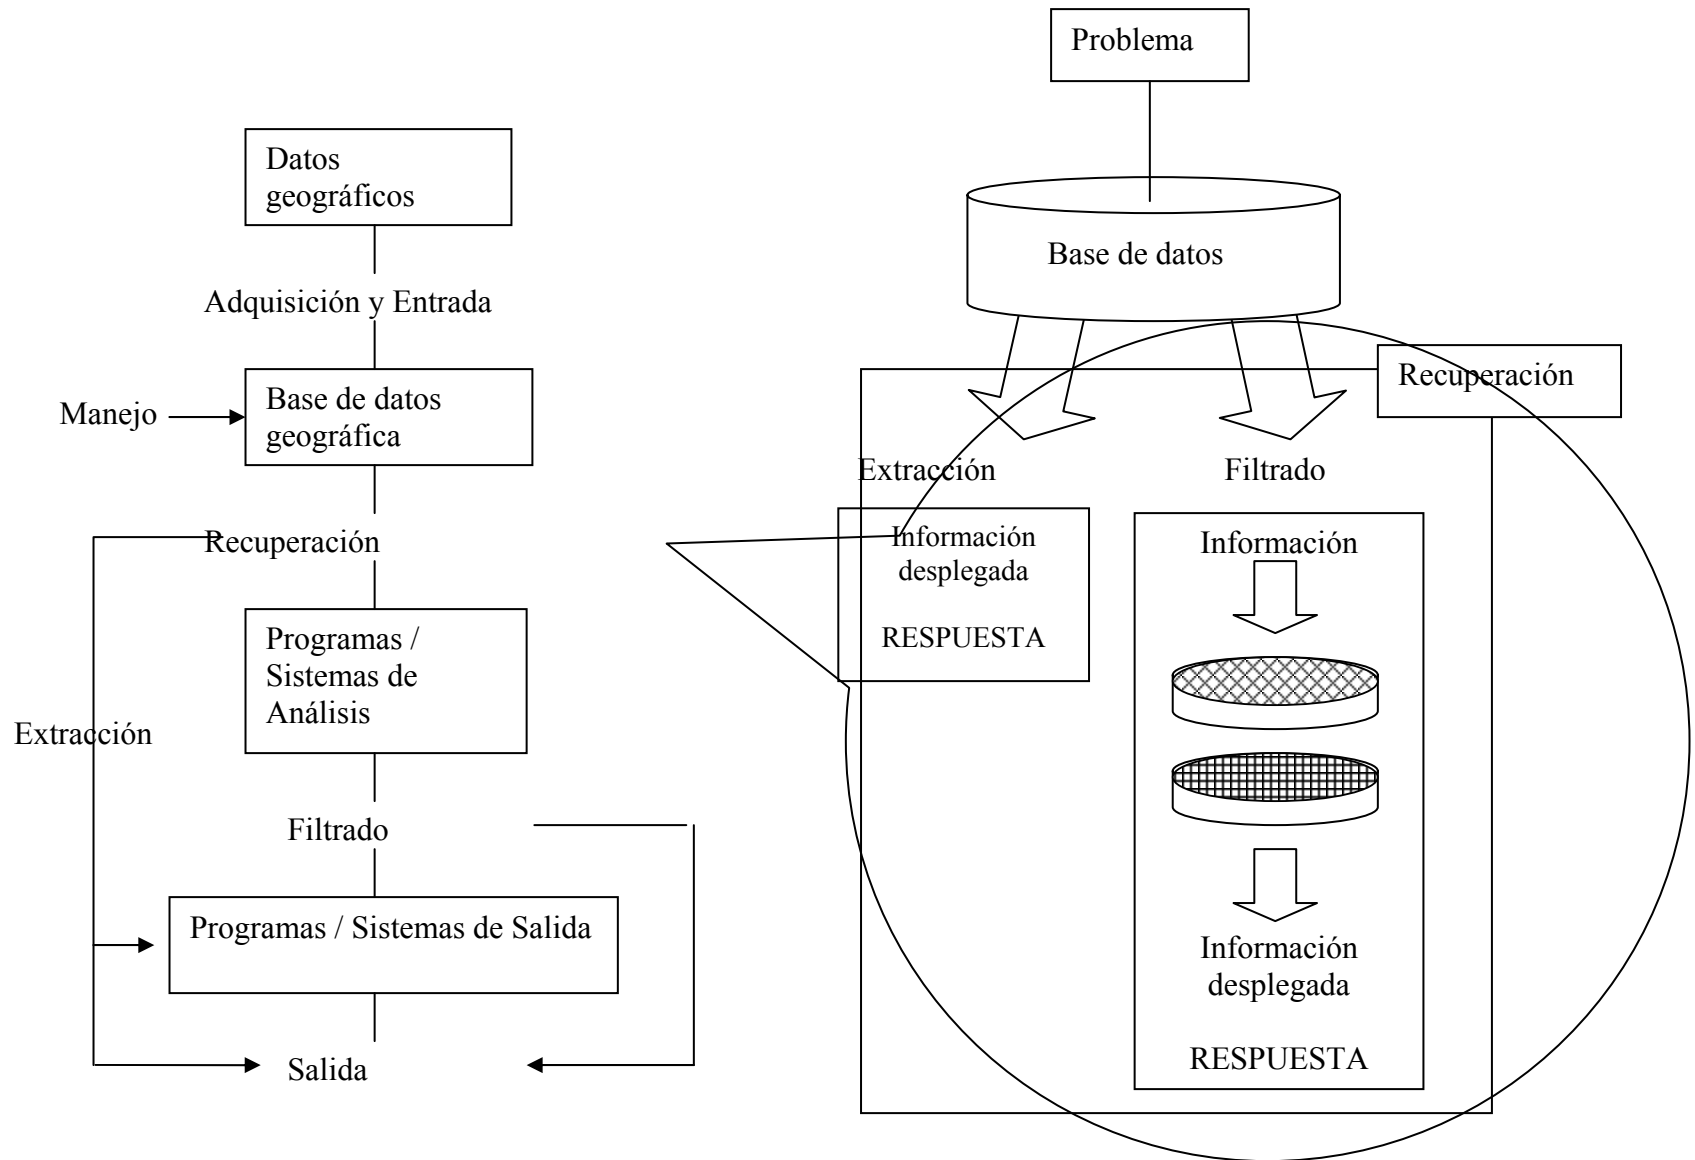 Datos
geográficos
Adquisición y Entrada
Manejo
Base de datos
geográfica
Recuperación
Programas /
Sistemas de
Análisis
Extracción
Filtrado
Programas / Sistemas de Salida
Salida
Problema
Base de datos
Recuperación
Extracción
Información
desplegada
RESPUESTA
Filtrado
Información
Información
desplegada
RESPUESTA